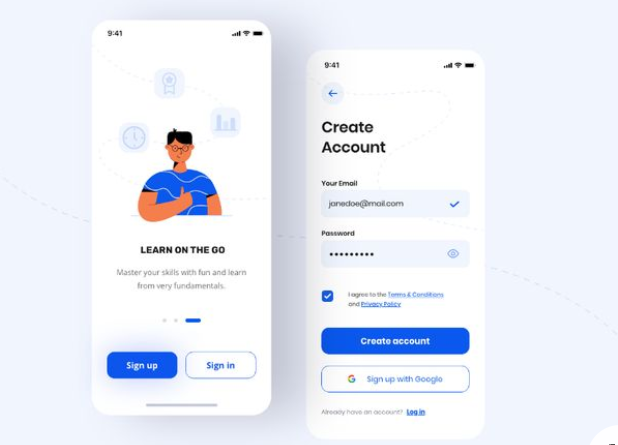 9:41
LEARN ON THE GO
Master your skills with fun and learn
from very fundamentals.
Sign up
Sign in
9:41
Create
Account
Your Email
janedoe@mail.com
Password
I agree to the Terms & Conditions
and Privacy Policy
Create account
G Sign up with Google
Already have an account? Log in